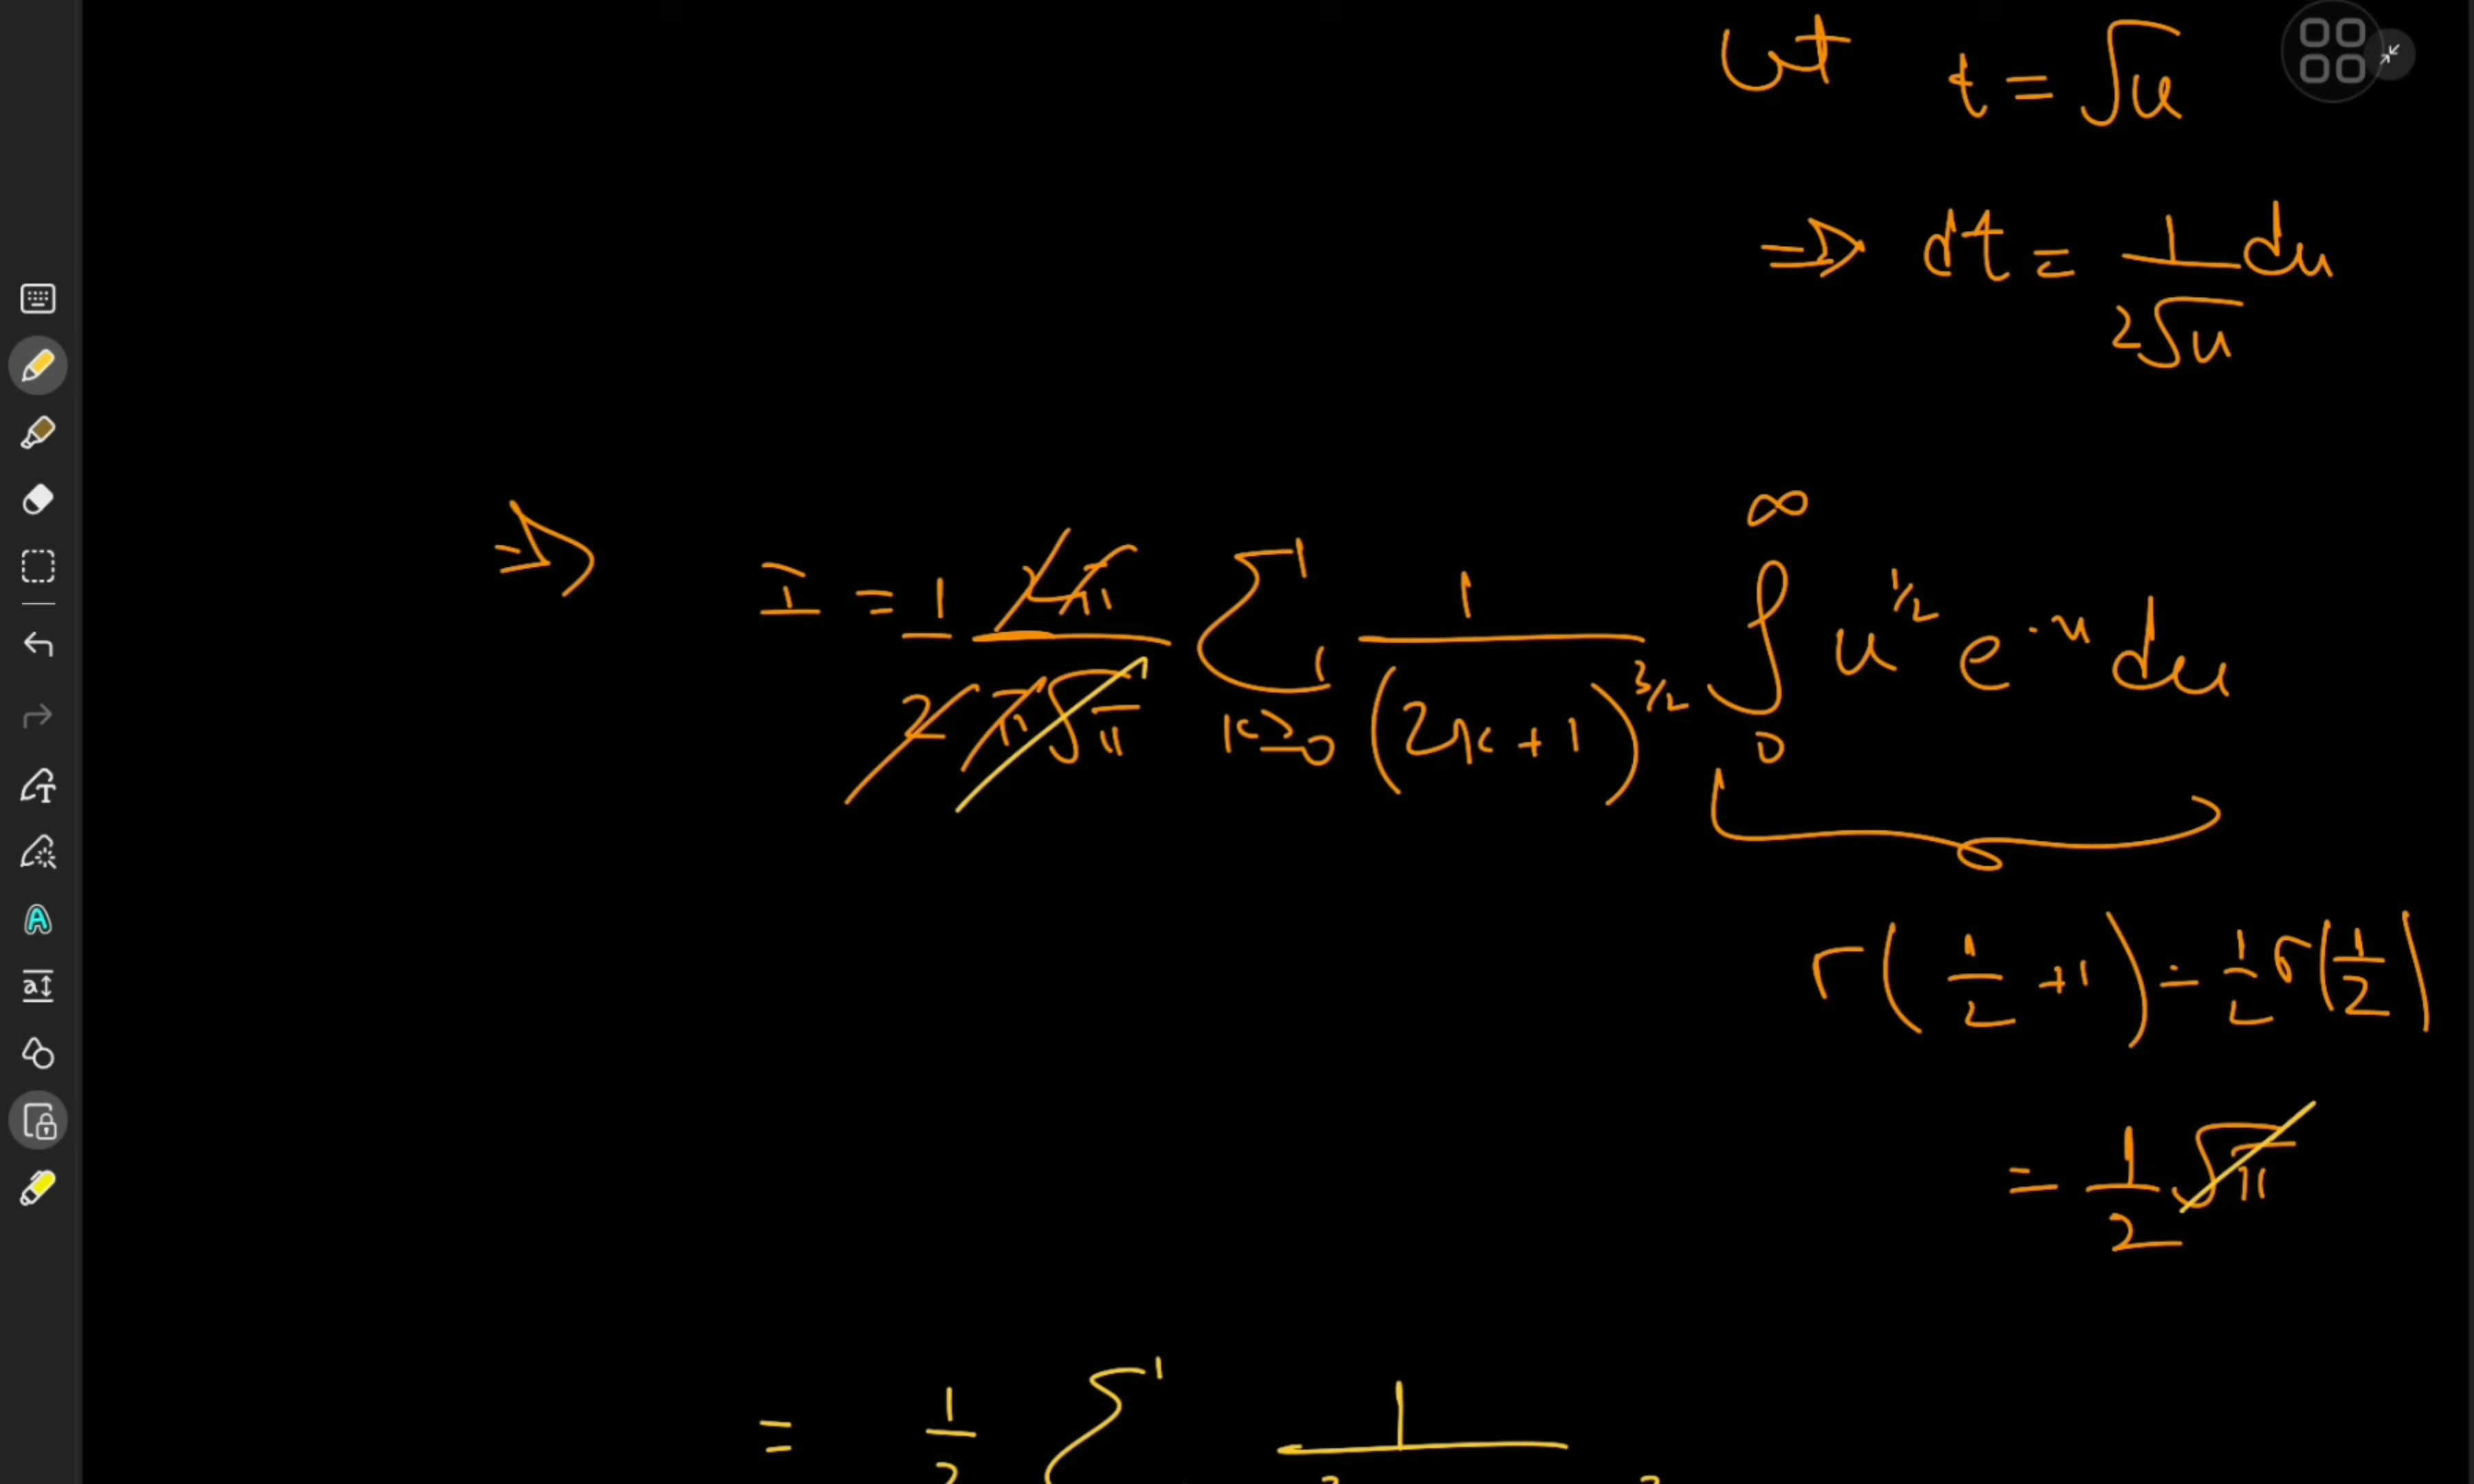 let t = √u
⇒ dt = 1/(2√u) du
⇒ I = 1/2 2π/(π√π) Σ_{k≥0} 1/(2k+1)^{3/2} ∫_0^∞ u^{1/2} e^{-u} du
Γ(1/2 + 1) = 1/2 Γ(1/2)
= 1/2 √π
= 1/2 Σ 1